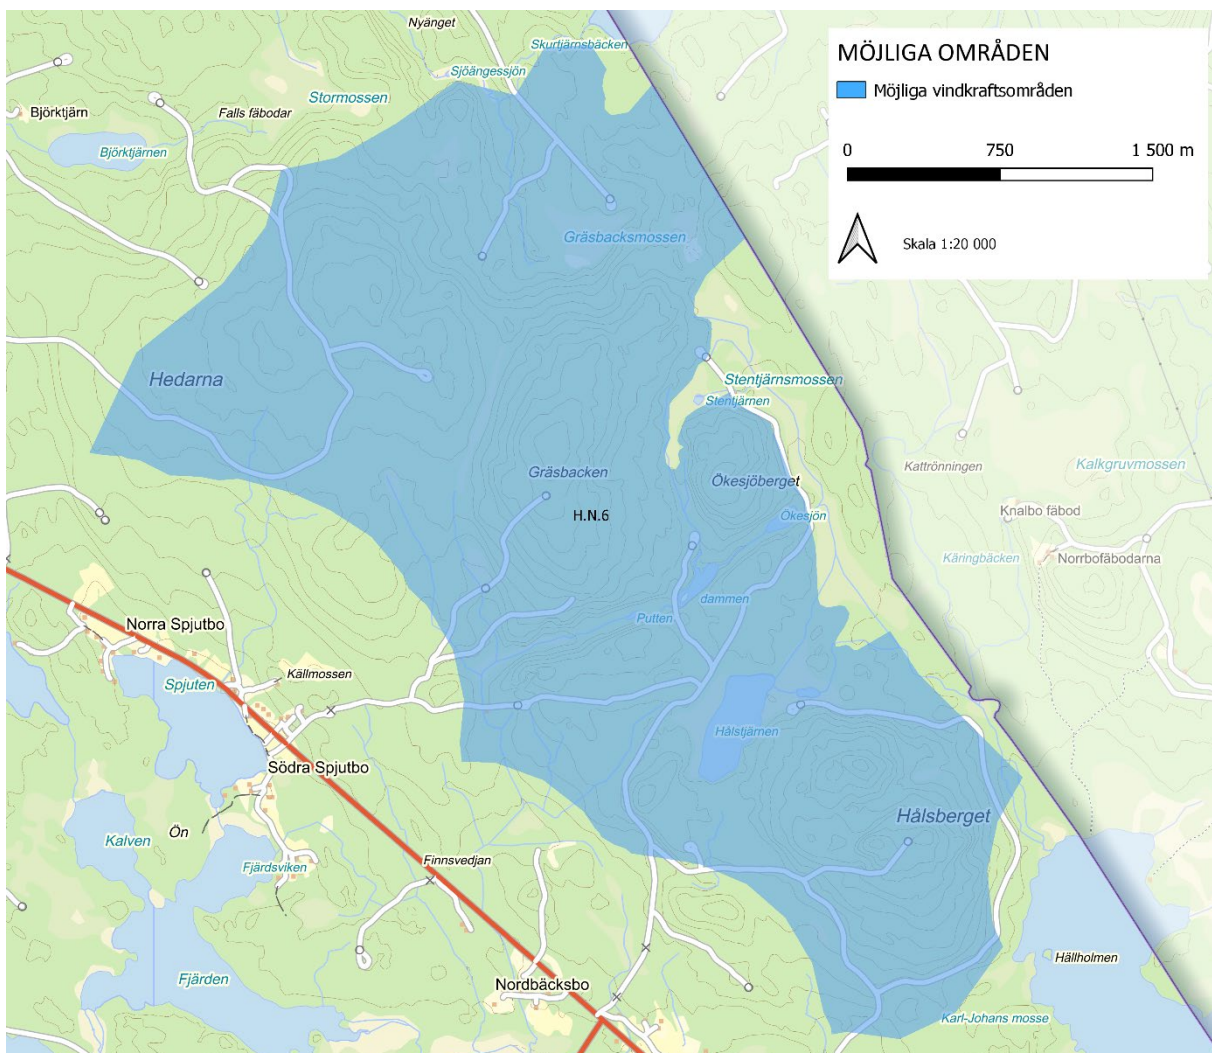 Nyänget
Skurtjärnsbäcken
Sjöängessjön
Stormossen
Björktjärn
Falls fäbodar
Björktjärnen
MÖJLIGA OMRÅDEN
Möjliga vindkraftsområden
0 750 1 500 m
Skala 1:20 000
Gräsbacksmossen
Hedarna
Stentjärnsmossen
Stentjärnen
Gräsbacken
Ökesjöberget
Kattrönningen
Kalkgruvmossen
H.N.6
Ökesjön
Knalbo fäbod
Käringbäcken
Norrbofäbodarna
dammen
Putten
Norra Spjutbo
Källmossen
Spjuten
Hålstjärnen
Södra Spjutbo
Hålsberget
Kalven
Ön
Fjärdsviken
Finnsvedjan
Hällholmen
Fjärden
Nordbäcksbo
Karl-Johans mosse